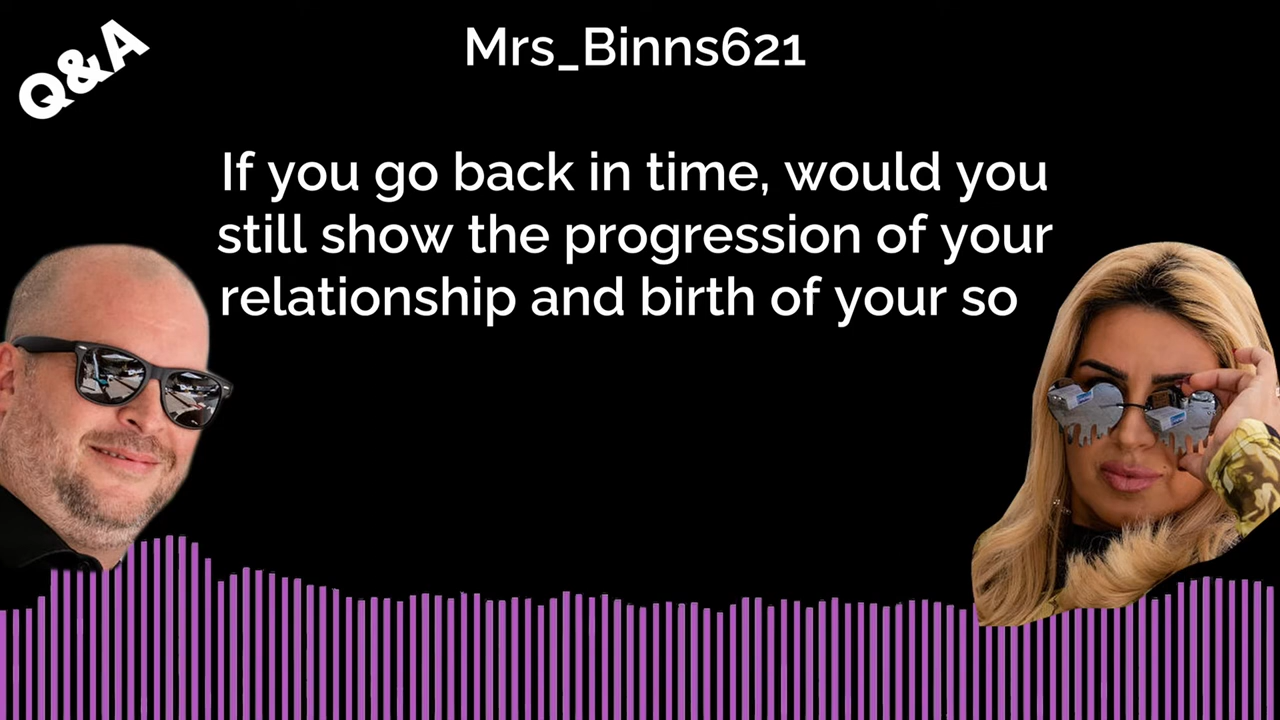 Q&A
Mrs_Binns621
If you go back in time, would you
still show the progression of your
relationship and birth of your so